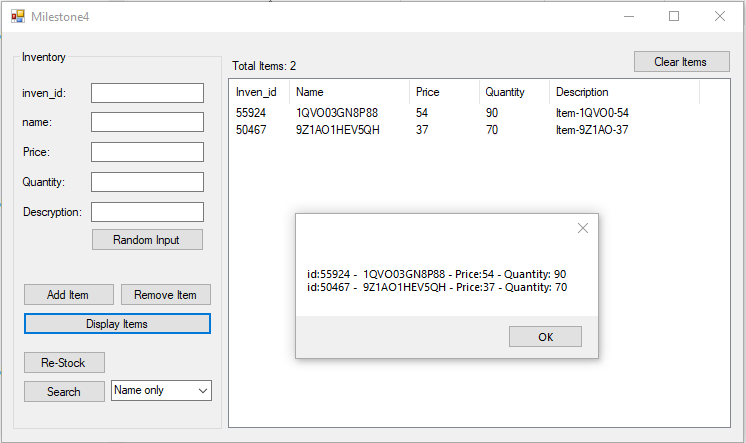 Milestone4
Inventory
inven_id:
name:
Price:
Quantity:
Descryption:
Random Input
Add Item
Remove Item
Display Items
Re-Stock
Search
Name only
Total Items: 2
Clear Items
Inven_id Name Price Quantity Description
55924 1QVO03GN8P88 54 90 Item-1QVO0-54
50467 9Z1AO1HEV5QH 37 70 Item-9Z1AO-37
id:55924 - 1QVO03GN8P88 - Price:54 - Quantity: 90
id:50467 - 9Z1AO1HEV5QH - Price:37 - Quantity: 70
OK